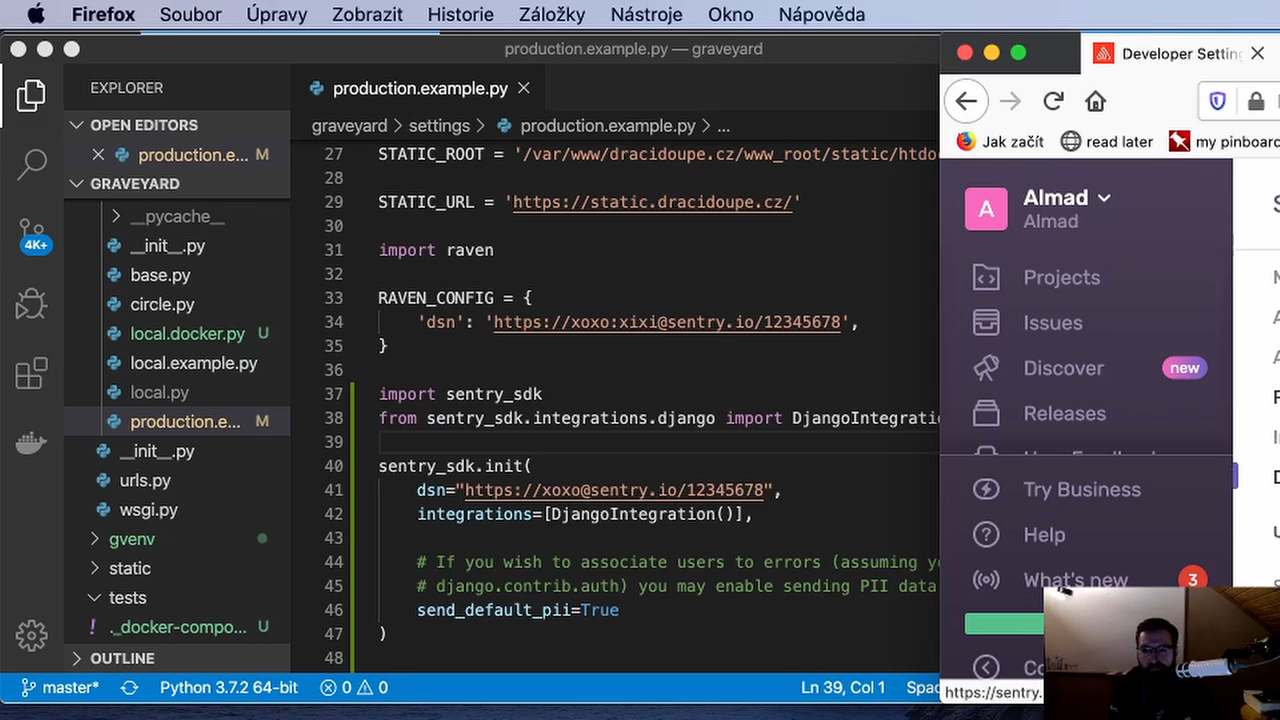 Firefox Soubor Úpravy Zobrazit Historie Záložky Nástroje Okno Nápověda
production.example.py — graveyard
EXPLORER
OPEN EDITORS
production.e... M
GRAVEYARD
__pycache__
__init__.py
base.py
circle.py
local.docker.py U
local.example.py
local.py
production.e... M
__init__.py
urls.py
wsgi.py
gvenv
static
tests
._docker-compo... U
OUTLINE
4K+
production.example.py
graveyard > settings > production.example.py > ...
27 STATIC_ROOT = '/var/www/dracidoupe.cz/www_root/static/htdo
28
29 STATIC_URL = 'https://static.dracidoupe.cz/'
30
31 import raven
32
33 RAVEN_CONFIG = {
34 'dsn': 'https://xoxo:xixi@sentry.io/12345678',
35 }
36
37 import sentry_sdk
38 from sentry_sdk.integrations.django import DjangoIntegrati
39
40 sentry_sdk.init(
41 dsn="https://xoxo@sentry.io/12345678",
42 integrations=[DjangoIntegration()],
43
44 # If you wish to associate users to errors (assuming y
45 # django.contrib.auth) you may enable sending PII data
46 send_default_pii=True
47 )
48
master* Python 3.7.2 64-bit 0 0 Ln 39, Col 1 Spac
Developer Settin
Jak začít read later my pinboard
A
Almad
Almad
Projects
Issues
Discover new
Releases
Try Business
Help
What's new 3
Co
https://sentry.